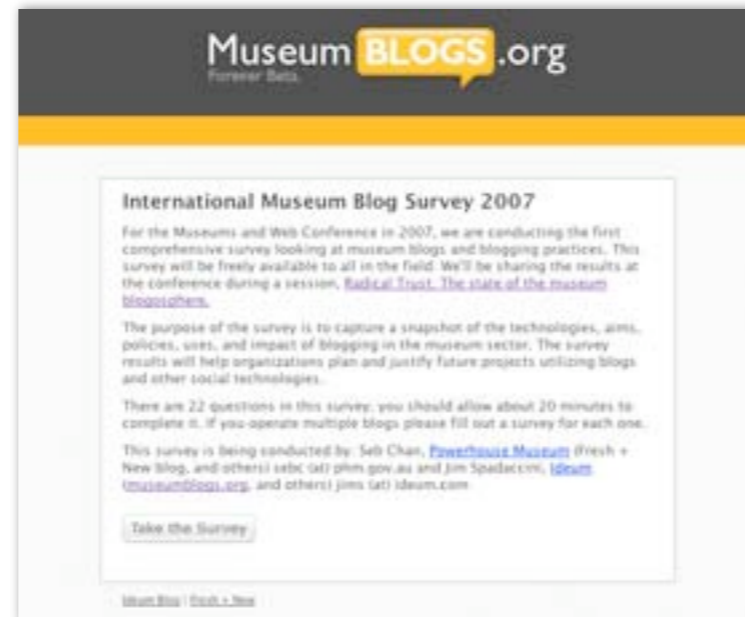 Museum BLOGS .org
Forever Beta.
International Museum Blog Survey 2007
For the Museums and Web Conference in 2007, we are conducting the first
comprehensive survey looking at museum blogs and blogging practices. This
survey will be freely available to all in the field. We'll be sharing the results at
the conference during a session, Radical Trust. The state of the museum
blogosphere.
The purpose of the survey is to capture a snapshot of the technologies, aims,
policies, uses, and impact of blogging in the museum sector. The survey
results will help organizations plan and justify future projects utilizing blogs
and other social technologies.
There are 22 questions in this survey, you should allow about 20 minutes to
complete it. If you operate multiple blogs please fill out a survey for each one.
This survey is being conducted by: Seb Chan, Powerhouse Museum (Fresh +
New blog, and others) sebc (at) phm.gov.au and Jim Spadaccini, Ideum
(museumblogs.org, and others) jims (at) ideum.com
Take the Survey
Ideum Blog | Fresh + New